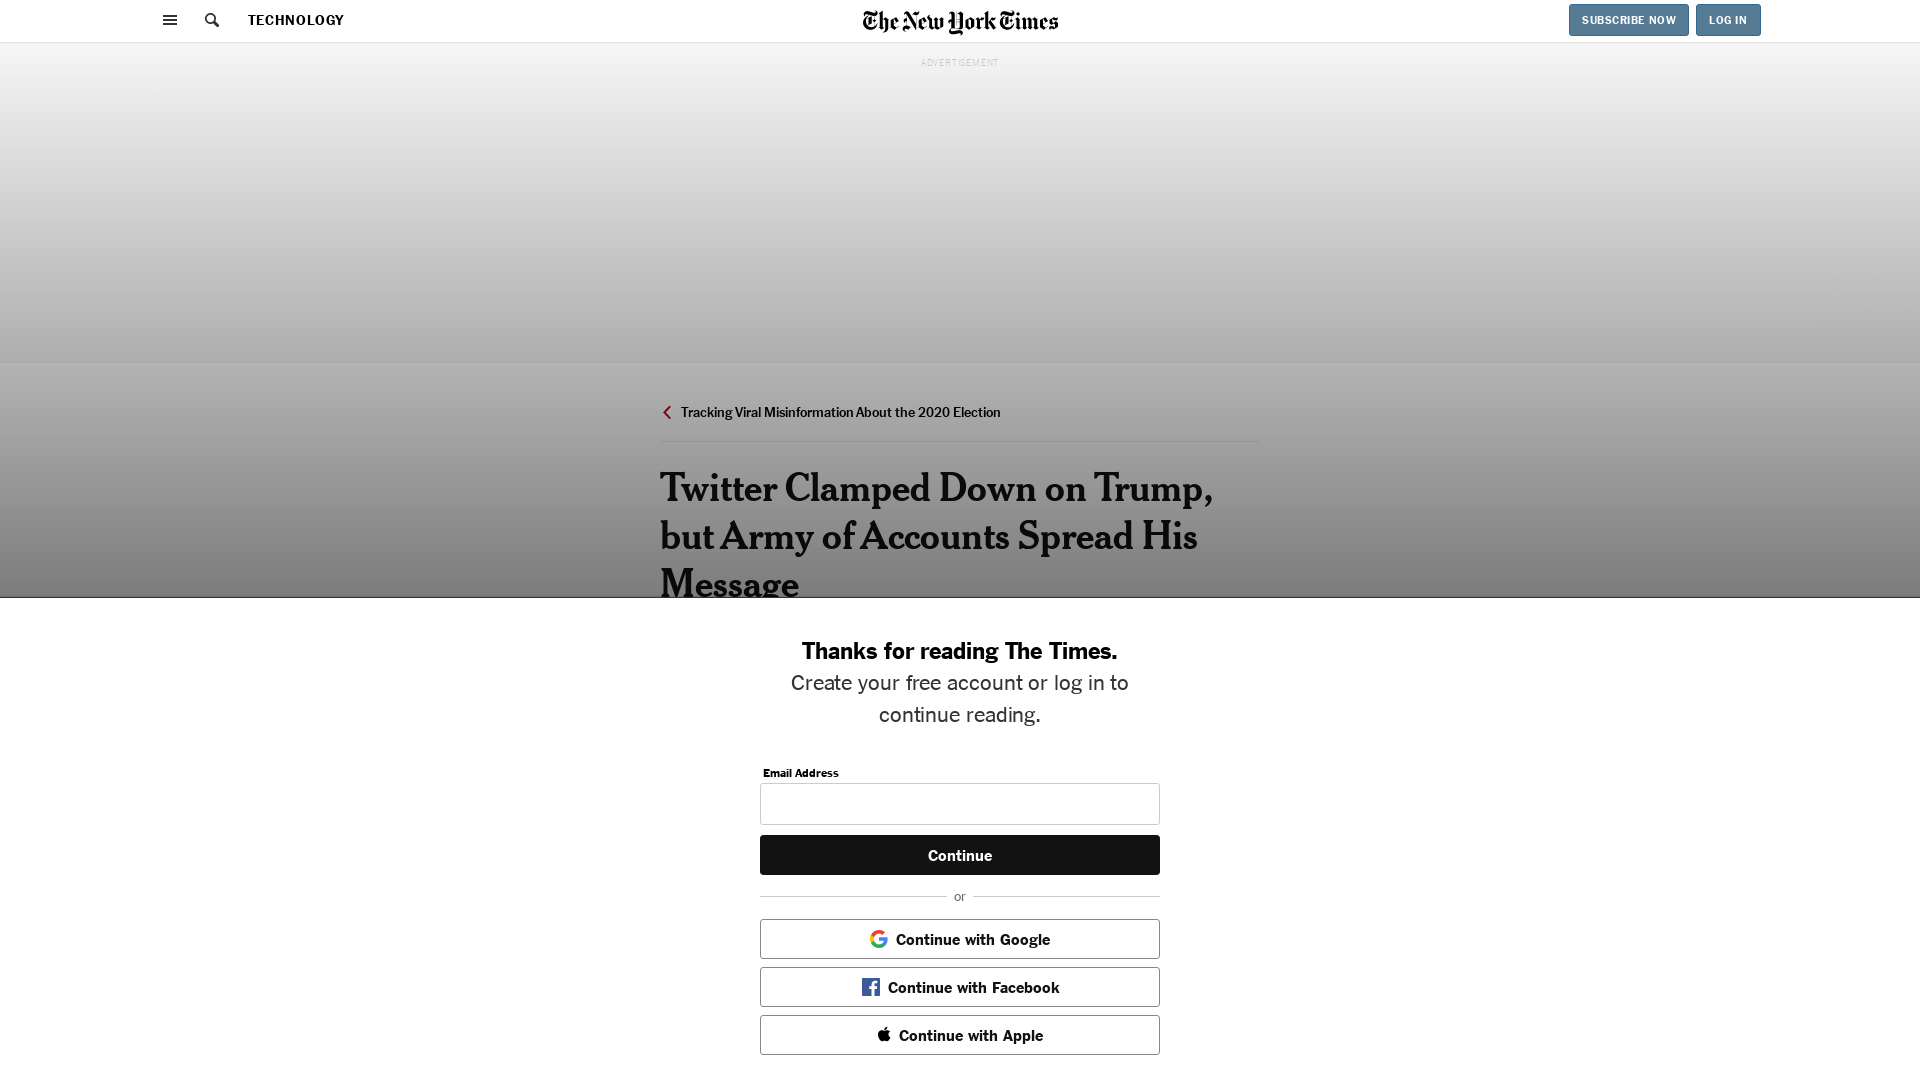 TECHNOLOGY
The New York Times
SUBSCRIBE NOW
LOG IN
ADVERTISEMENT
Tracking Viral Misinformation About the 2020 Election
Twitter Clamped Down on Trump,
but Army of Accounts Spread His
Message
Thanks for reading The Times.
Create your free account or log in to
continue reading.
Email Address
Continue
or
Continue with Google
Continue with Facebook
Continue with Apple